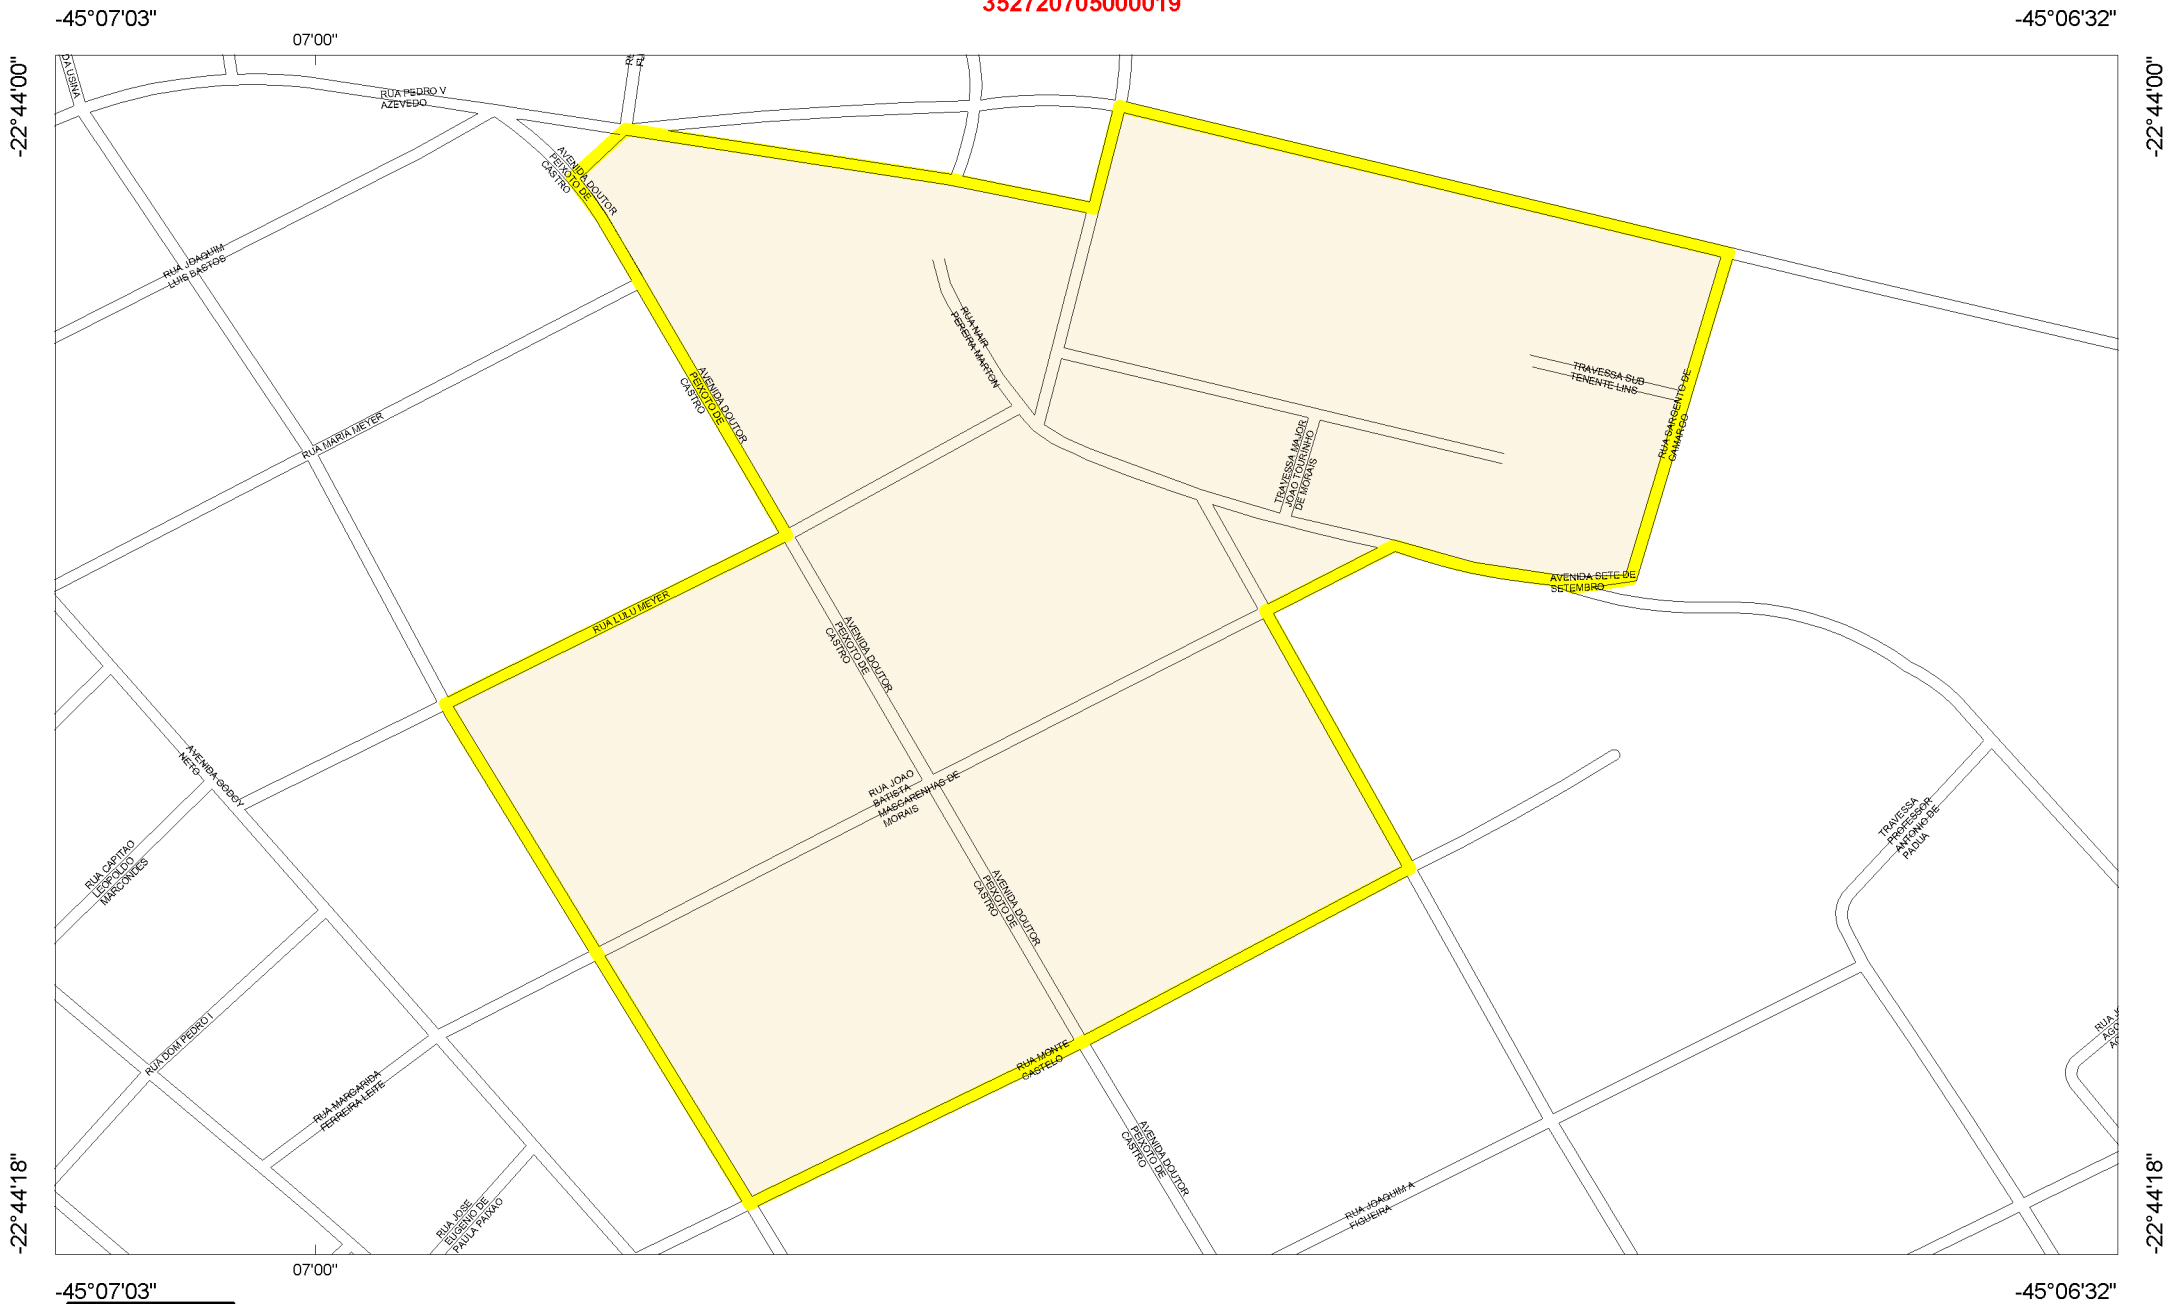 352720705000019
-45°07'03"
-45°06'32"
07'00"
-22°44'00"
-22°44'00"
DA USINA
RUA PEDRO V
AZEVEDO
AVENIDA DOUTOR
PEIXOTO DE
CASTRO
RUA JOAQUIM
LUIS BASTOS
RUA NAIR
PEREIRA MARTON
AVENIDA DOUTOR
PEIXOTO DE
CASTRO
TRAVESSA SUB
TENENTE LINS
RUA SARGENTO DE
CAMARGO
RUA MARIA MEYER
TRAVESSA MAJOR
JOAO TOURINHO
DE MORAIS
AVENIDA SETE DE
SETEMBRO
RUA LULU MEYER
AVENIDA DOUTOR
PEIXOTO DE
CASTRO
AVENIDA GODOY
NETO
RUA JOAO
BATISTA
MASCARENHAS DE
MORAIS
TRAVESSA
PROFESSOR
ANTONIO DE
PADUA
RUA CAPITAO
LEOPOLDO
MARCONDES
AVENIDA DOUTOR
PEIXOTO DE
CASTRO
RUA DOM PEDRO I
RUA MONTE
CASTELO
RUA MARGARIDA
FERREIRA LEITE
AVENIDA DOUTOR
PEIXOTO DE
CASTRO
RUA JOSE
EUGENIO DE
PAULA PAIXAO
RUA JOAQUIM A
FIGUEIRA
-22°44'18"
-22°44'18"
07'00"
-45°07'03"
-45°06'32"